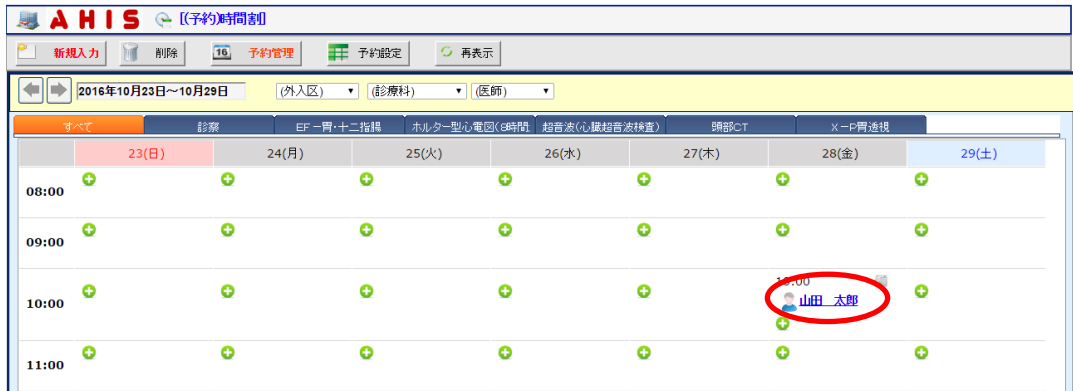 AHIS [(予約)時間割]
新規入力 削除 16 予約管理 予約設定 再表示
2016年10月23日～10月29日 (外入区) (診療科) (医師)
すべて 診察 EF－胃・十二指腸 ホルター型心電図(8時間 超音波(心臓超音波検査) 頭部CT X－P胃透視
23(日) 24(月) 25(火) 26(水) 27(木) 28(金) 29(土)
08:00
09:00
10:00
10:00
山田　太郎
11:00